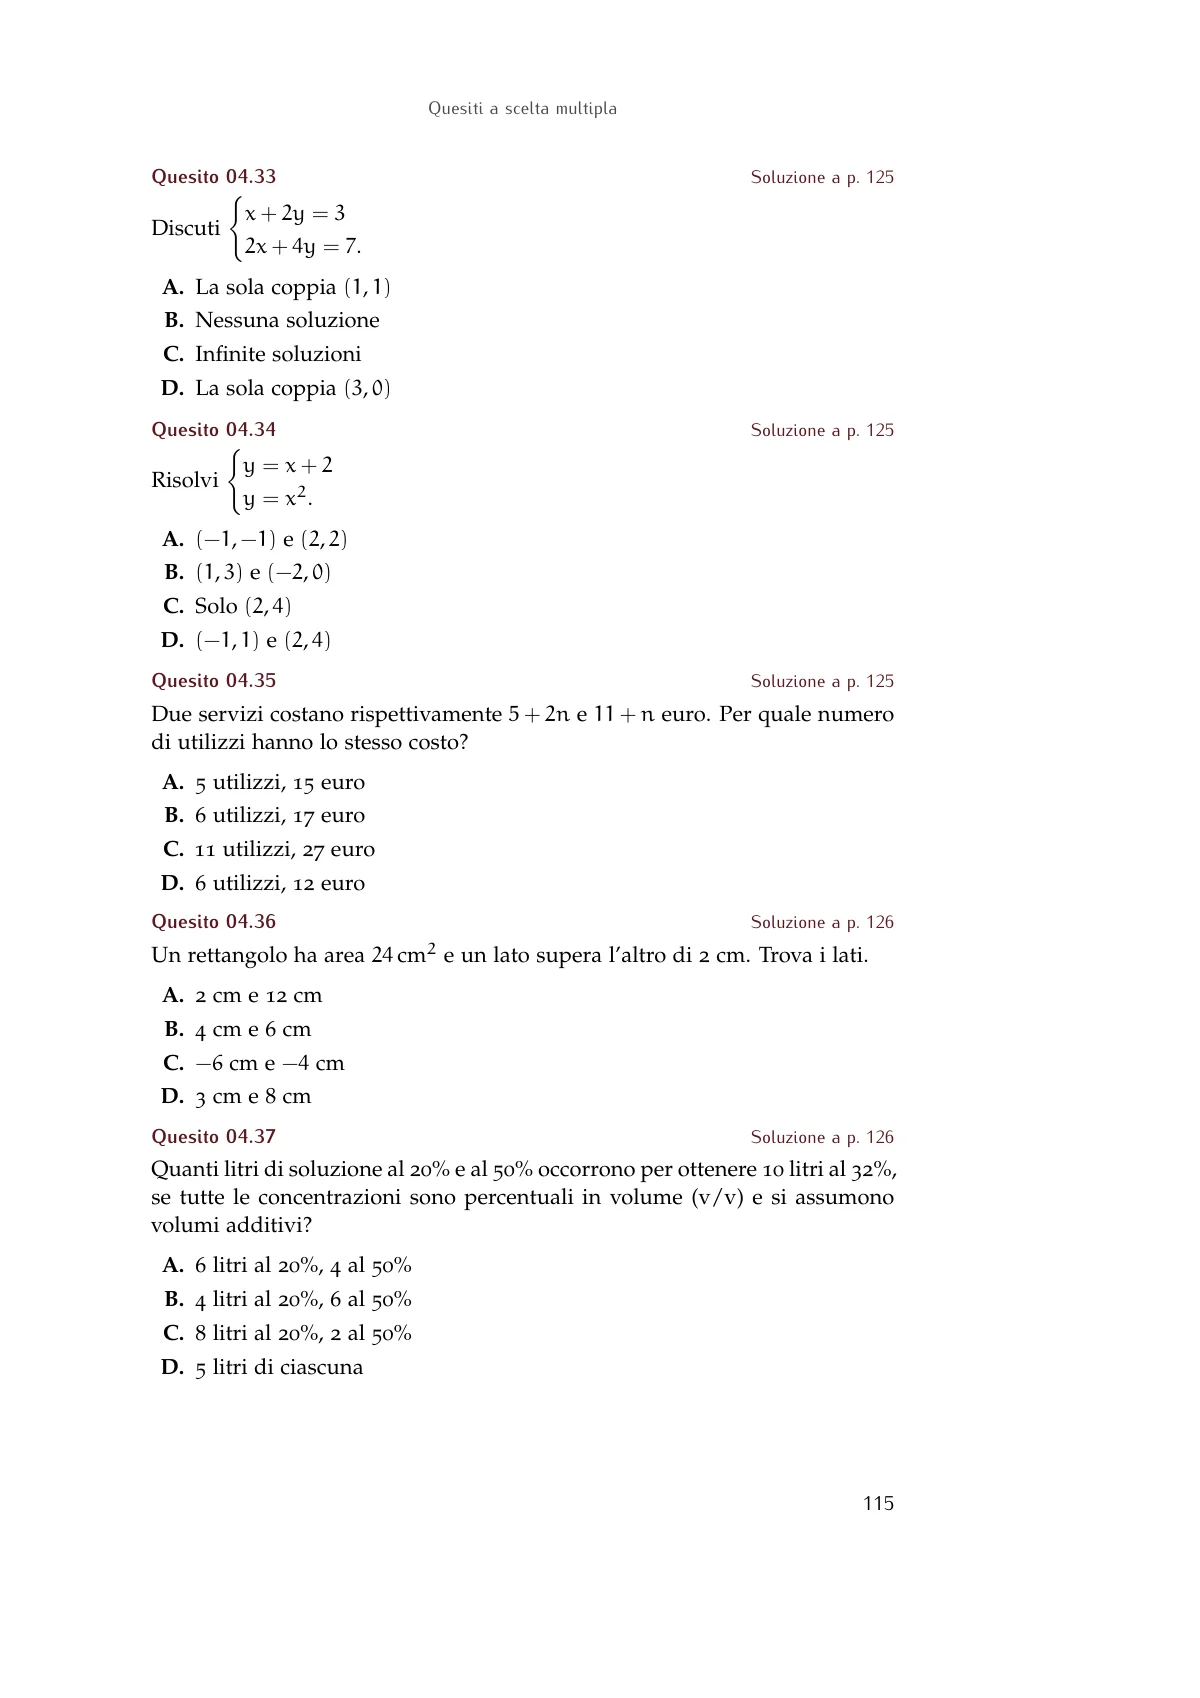 Quesiti a scelta multipla
Quesito 04.33 Soluzione a p. 125
Discuti { x + 2y = 3
2x + 4y = 7.
A. La sola coppia (1, 1)
B. Nessuna soluzione
C. Infinite soluzioni
D. La sola coppia (3, 0)
Quesito 04.34 Soluzione a p. 125
Risolvi { y = x + 2
y = x².
A. (−1, −1) e (2, 2)
B. (1, 3) e (−2, 0)
C. Solo (2, 4)
D. (−1, 1) e (2, 4)
Quesito 04.35 Soluzione a p. 125
Due servizi costano rispettivamente 5 + 2n e 11 + n euro. Per quale numero
di utilizzi hanno lo stesso costo?
A. 5 utilizzi, 15 euro
B. 6 utilizzi, 17 euro
C. 11 utilizzi, 27 euro
D. 6 utilizzi, 12 euro
Quesito 04.36 Soluzione a p. 126
Un rettangolo ha area 24 cm² e un lato supera l'altro di 2 cm. Trova i lati.
A. 2 cm e 12 cm
B. 4 cm e 6 cm
C. −6 cm e −4 cm
D. 3 cm e 8 cm
Quesito 04.37 Soluzione a p. 126
Quanti litri di soluzione al 20% e al 50% occorrono per ottenere 10 litri al 32%,
se tutte le concentrazioni sono percentuali in volume (v/v) e si assumono
volumi additivi?
A. 6 litri al 20%, 4 al 50%
B. 4 litri al 20%, 6 al 50%
C. 8 litri al 20%, 2 al 50%
D. 5 litri di ciascuna
115